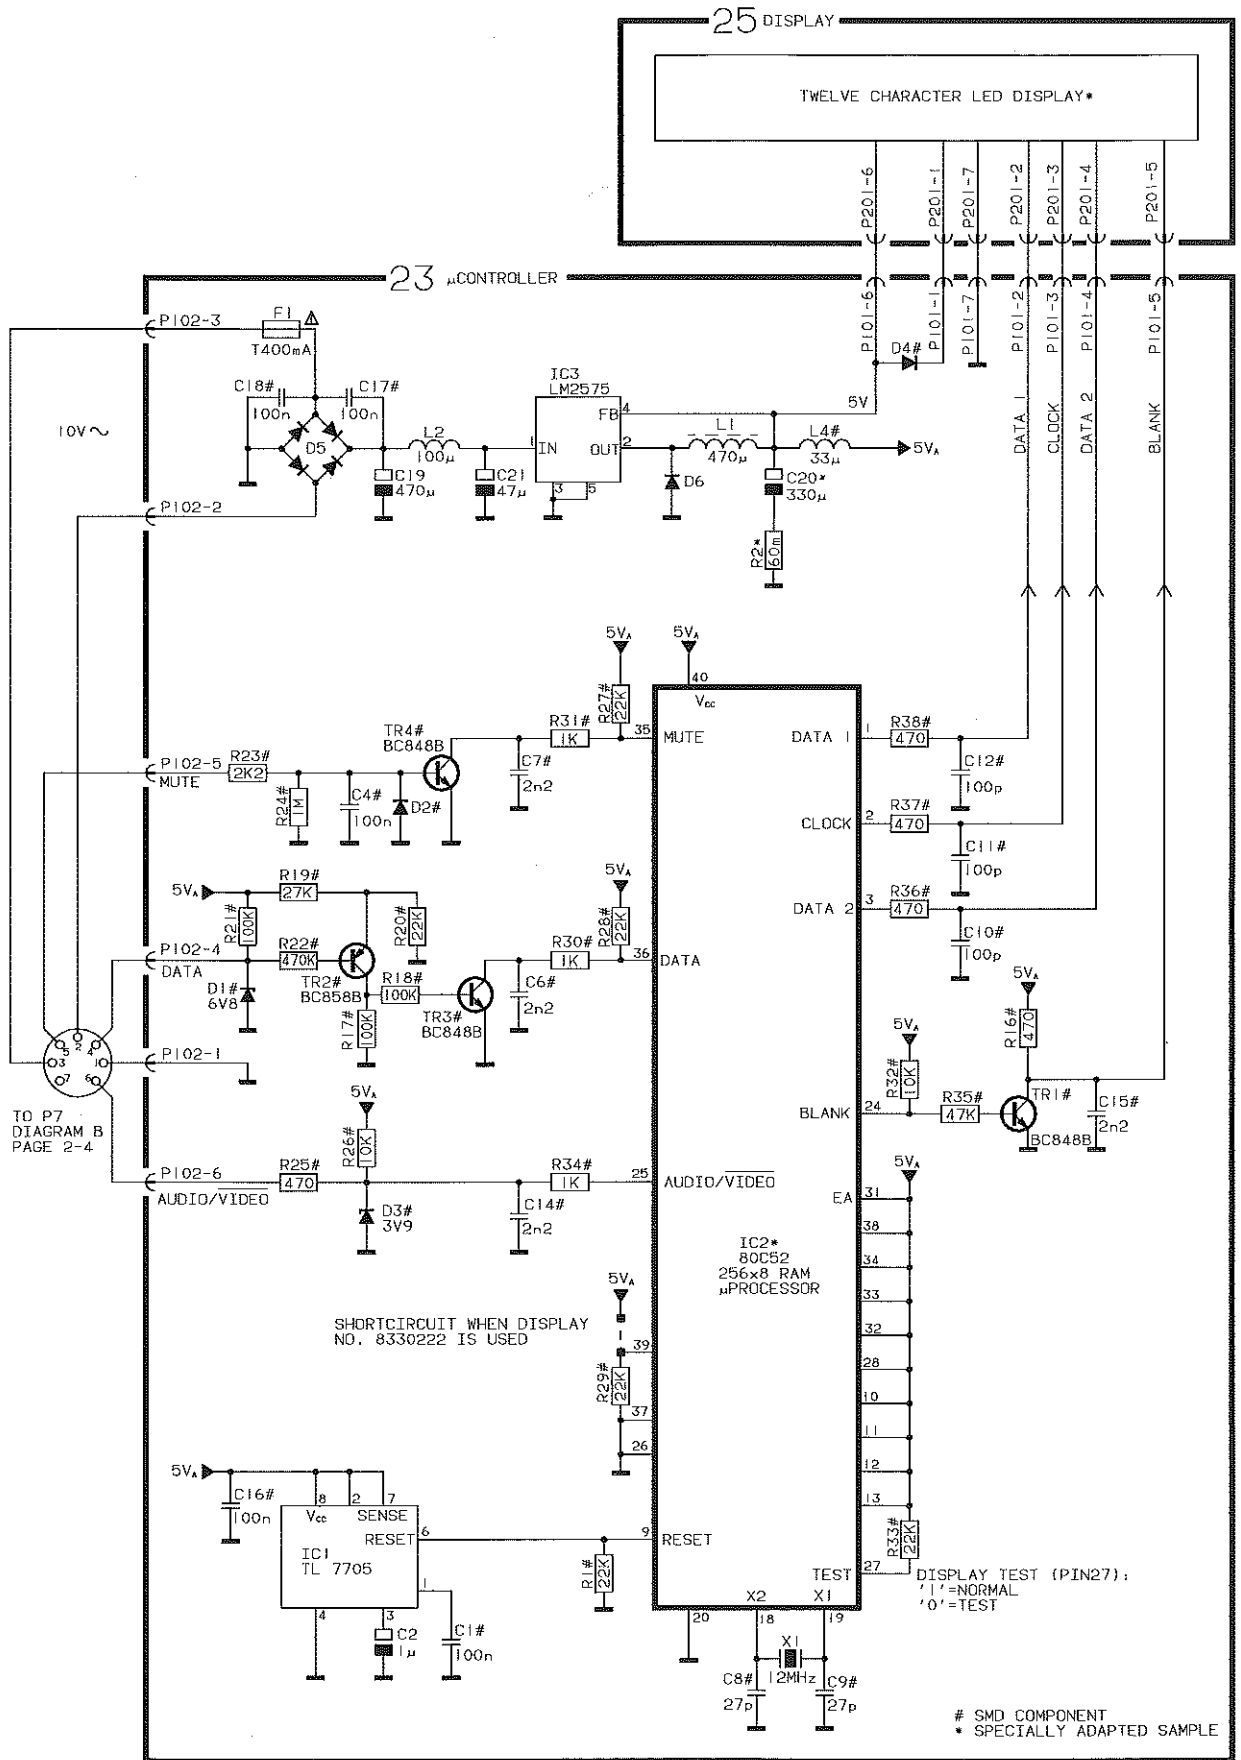 25 DISPLAY
TWELVE CHARACTER LED DISPLAY*
P201-6
P201-1
P201-7
P201-2
P201-3
P201-4
P201-5
23 µCONTROLLER
P101-6
P101-1
P101-7
P101-2
P101-3
P101-4
P101-5
P102-3
F1
T400mA
D4#
C18#
100n
C17#
100n
IC3
LM2575
5V
DATA 1
CLOCK
DATA 2
BLANK
10V~
D5
L2
100µ
1
IN
FB
4
OUT
2
3
5
L1
470µ
L4#
33µ
5VA
C19
470µ
C21
47µ
D6
C20*
330µ
P102-2
R2*
60m
5VA
5VA
R27#
22K
40
Vcc
P102-5
MUTE
R23#
2K2
TR4#
BC848B
R31#
1K
35
MUTE
DATA 1
1
R38#
470
R24#
1M
C4#
100n
D2#
C7#
2n2
C12#
100p
CLOCK
2
R37#
470
C11#
100p
5VA
R19#
27K
R21#
100K
R20#
22K
5VA
R28#
22K
DATA 2
3
R36#
470
P102-4
DATA
R22#
470K
R30#
1K
36
DATA
C10#
100p
D1#
6V8
TR2#
BC858B
R18#
100K
TR3#
BC848B
C6#
2n2
R17#
100K
5VA
R16#
470
5 2 4
3 1
7 6
P102-1
5VA
R32#
10K
TO P7
DIAGRAM B
PAGE 2-4
5VA
R26#
10K
BLANK
24
R35#
47K
TR1#
BC848B
C15#
2n2
P102-6
AUDIO/VIDEO
R25#
470
R34#
1K
25
AUDIO/VIDEO
5VA
D3#
3V9
C14#
2n2
EA
31
38
34
33
32
28
10
11
12
13
IC2*
80C52
256x8 RAM
µPROCESSOR
5VA
SHORTCIRCUIT WHEN DISPLAY
NO. 8330222 IS USED
39
R29#
22K
37
26
5VA
C16#
100n
8
2
7
Vcc
SENSE
RESET
6
IC1
TL 7705
1
4
3
C2
1µ
C1#
100n
R1#
22K
9
RESET
R33#
22K
TEST
27
DISPLAY TEST (PIN27):
'1'=NORMAL
'0'=TEST
X2
X1
20
18
19
X1
12MHz
C8#
27p
C9#
27p
# SMD COMPONENT
* SPECIALLY ADAPTED SAMPLE